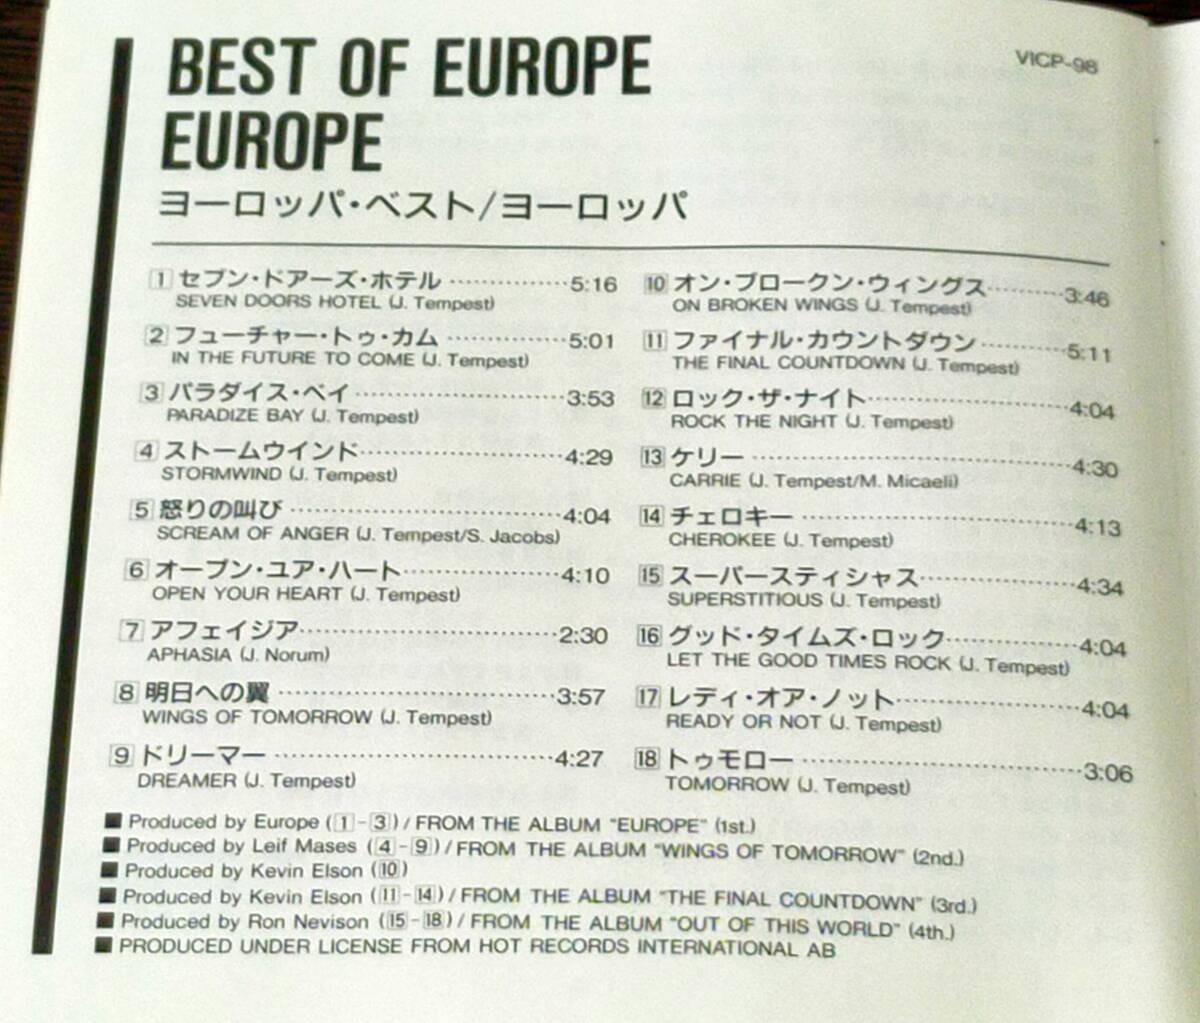 BEST OF EUROPE
EUROPE
VICP-98
ヨーロッパ・ベスト/ヨーロッパ
1 セブン・ドアーズ・ホテル ……………5:16
SEVEN DOORS HOTEL (J. Tempest)
2 フューチャー・トゥ・カム ……………5:01
IN THE FUTURE TO COME (J. Tempest)
3 パラダイス・ベイ ……………3:53
PARADIZE BAY (J. Tempest)
4 ストームウインド……………4:29
STORMWIND (J. Tempest)
5 怒りの叫び ……………4:04
SCREAM OF ANGER (J. Tempest/S. Jacobs)
6 オープン・ユア・ハート……………4:10
OPEN YOUR HEART (J. Tempest)
7 アフェイジア……………2:30
APHASIA (J. Norum)
8 明日への翼 ……………3:57
WINGS OF TOMORROW (J. Tempest)
9 ドリーマー ……………4:27
DREAMER (J. Tempest)
10 オン・ブロークン・ウィングス……………3:46
ON BROKEN WINGS (J. Tempest)
11 ファイナル・カウントダウン……………5:11
THE FINAL COUNTDOWN (J. Tempest)
12 ロック・ザ・ナイト……………4:04
ROCK THE NIGHT (J. Tempest)
13 ケリー ……………4:30
CARRIE (J. Tempest/M. Micaeli)
14 チェロキー ……………4:13
CHEROKEE (J. Tempest)
15 スーパースティシャス……………4:34
SUPERSTITIOUS (J. Tempest)
16 グッド・タイムズ・ロック……………4:04
LET THE GOOD TIMES ROCK (J. Tempest)
17 レディ・オア・ノット……………4:04
READY OR NOT (J. Tempest)
18 トゥモロー ……………3:06
TOMORROW (J. Tempest)
■ Produced by Europe (1-3) / FROM THE ALBUM "EUROPE" (1st.)
■ Produced by Leif Mases (4-9) / FROM THE ALBUM "WINGS OF TOMORROW" (2nd.)
■ Produced by Kevin Elson (10)
■ Produced by Kevin Elson (11-14) / FROM THE ALBUM "THE FINAL COUNTDOWN" (3rd.)
■ Produced by Ron Nevison (15-18) / FROM THE ALBUM "OUT OF THIS WORLD" (4th.)
■ PRODUCED UNDER LICENSE FROM HOT RECORDS INTERNATIONAL AB